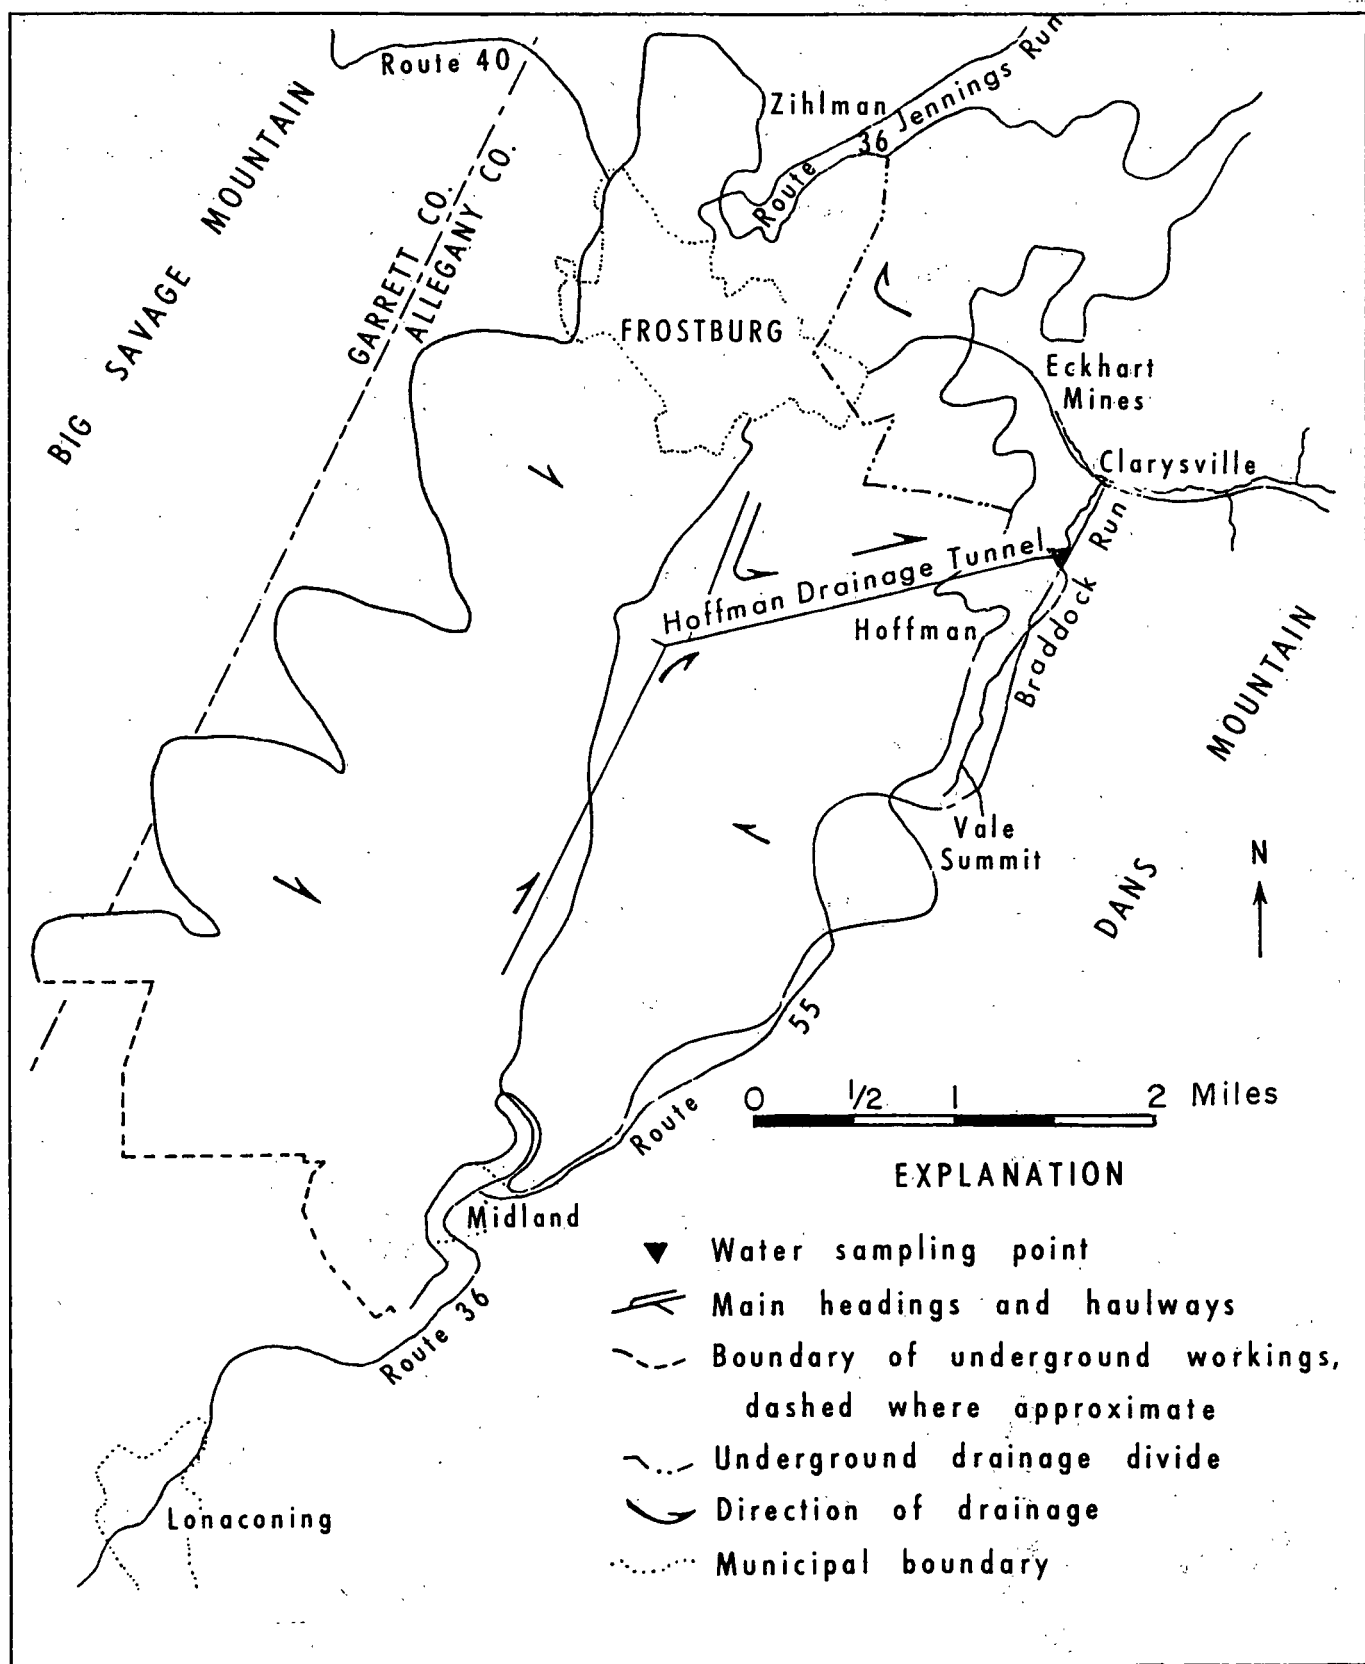 Route 40
Zihlman
Jennings Run
Route 36
BIG SAVAGE MOUNTAIN
GARRETT CO.
ALLEGANY CO.
FROSTBURG
Eckhart
Mines
Clarysville
Hoffman Drainage Tunnel
Hoffman
Braddock Run
DANS MOUNTAIN
Vale
Summit
N
Route 55
0 1/2 1 2 Miles
Midland
Route 36
Lonaconing
EXPLANATION
Water sampling point
Main headings and haulways
Boundary of underground workings,
dashed where approximate
Underground drainage divide
Direction of drainage
Municipal boundary